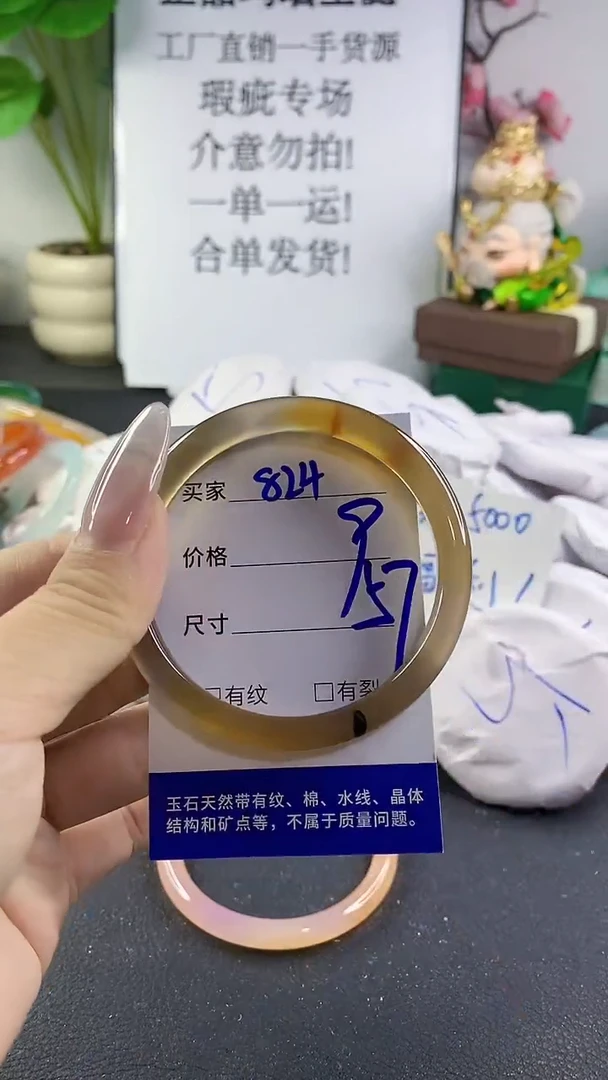 工厂直销一手货源
瑕疵专场
介意勿拍!
一单一运!
合单发货!
买家 824
价格
尺寸 57
□有纹 □有裂
玉石天然带有纹、棉、水线、晶体
结构和矿点等，不属于质量问题。
5000